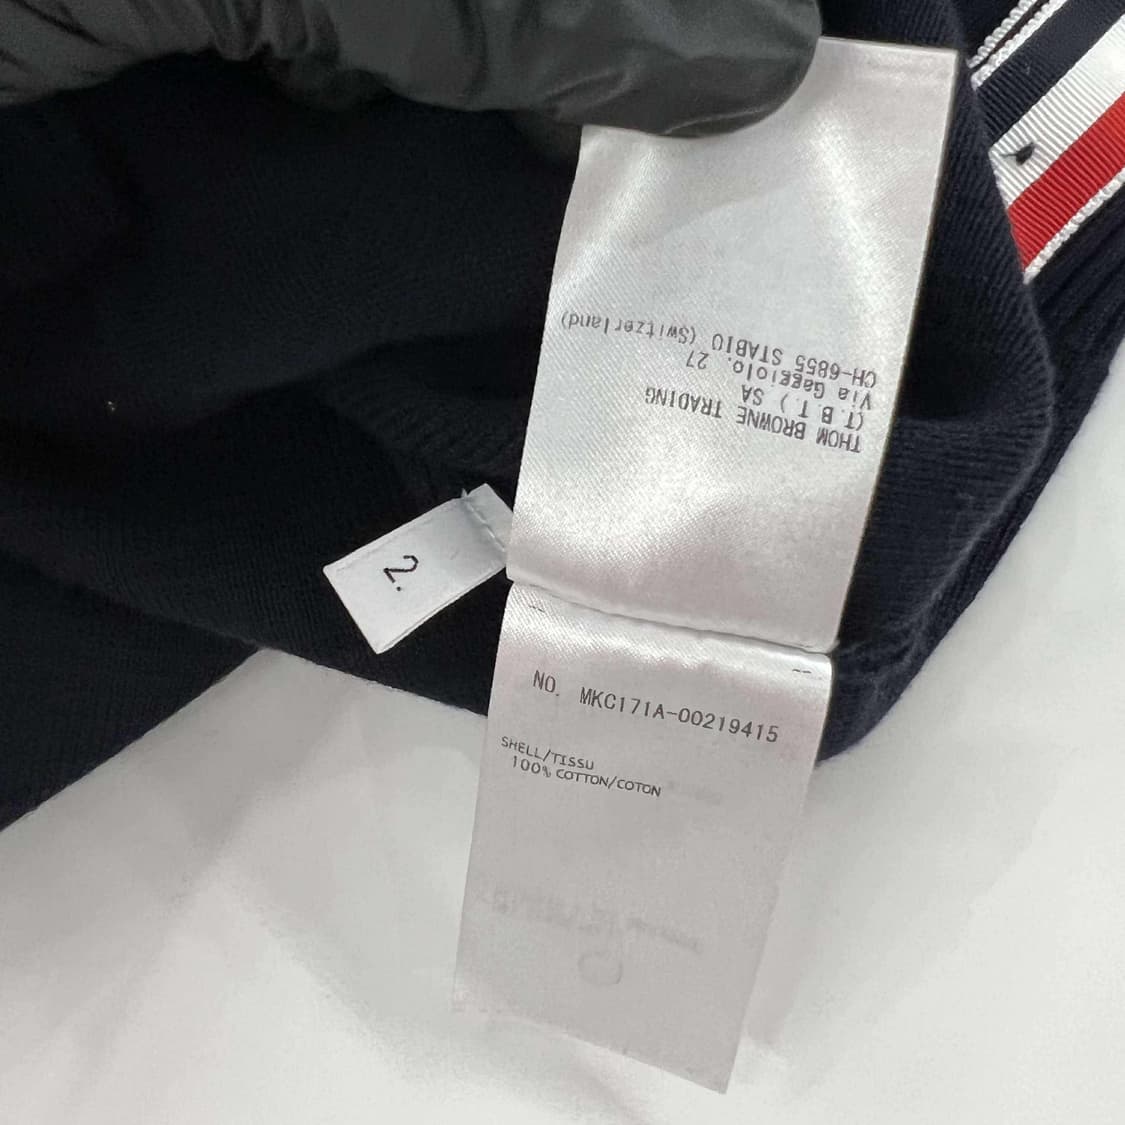 THOM BROWNE TRADING
(T.B.T.) SA
Via Gaggiolo, 27
CH-6855 STABIO (Switzerland)
2.
NO. MKC171A-00219415
SHELL/TISSU
100% COTTON/COTON